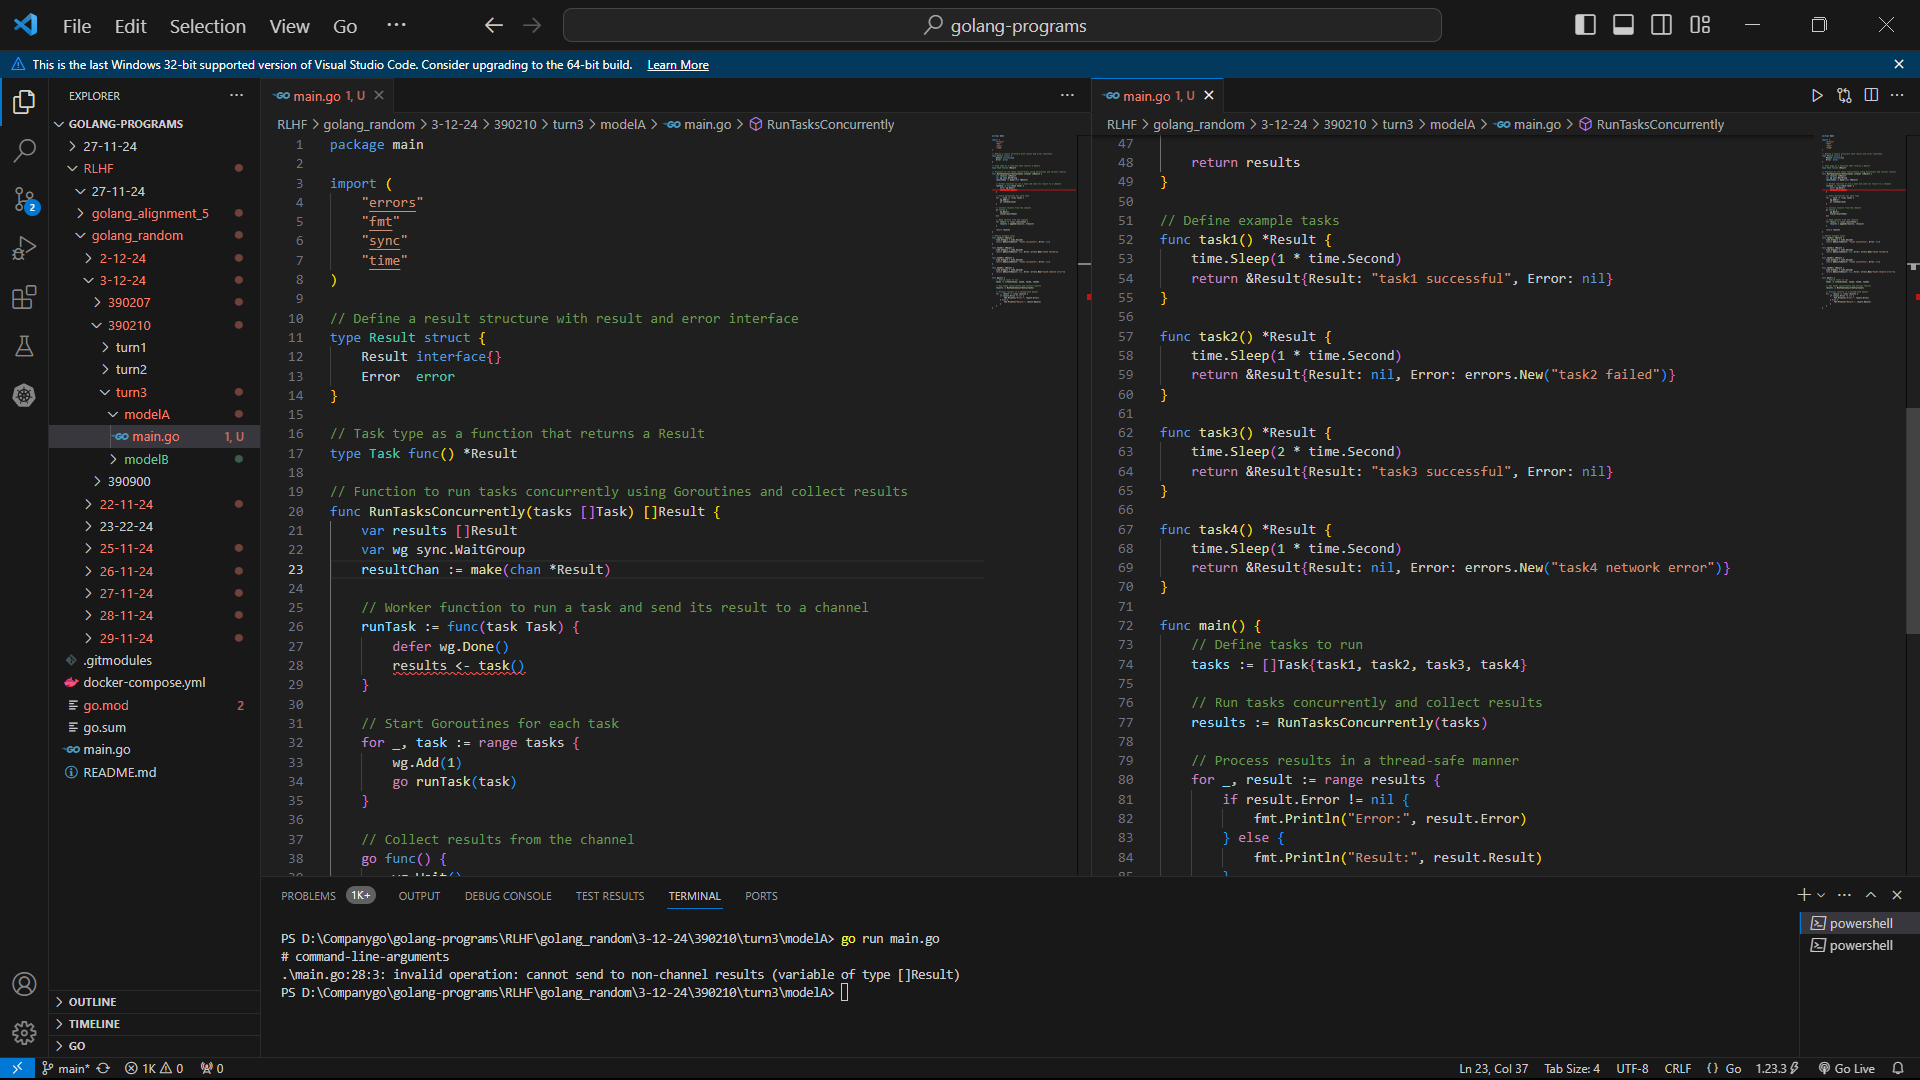 File Edit Selection View Go ···
golang-programs
This is the last Windows 32-bit supported version of Visual Studio Code. Consider upgrading to the 64-bit build. Learn More
EXPLORER
GOLANG-PROGRAMS
27-11-24
RLHF
27-11-24
golang_alignment_5
golang_random
2-12-24
3-12-24
390207
390210
turn1
turn2
turn3
modelA
main.go 1, U
modelB
390900
22-11-24
23-22-24
25-11-24
26-11-24
27-11-24
28-11-24
29-11-24
.gitmodules
docker-compose.yml
go.mod 2
go.sum
main.go
README.md
OUTLINE
TIMELINE
GO
2
main.go 1, U
RLHF > golang_random > 3-12-24 > 390210 > turn3 > modelA > main.go > RunTasksConcurrently
1 package main
2
3 import (
4 "errors"
5 "fmt"
6 "sync"
7 "time"
8 )
9
10 // Define a result structure with result and error interface
11 type Result struct {
12 Result interface{}
13 Error error
14 }
15
16 // Task type as a function that returns a Result
17 type Task func() *Result
18
19 // Function to run tasks concurrently using Goroutines and collect results
20 func RunTasksConcurrently(tasks []Task) []Result {
21 var results []Result
22 var wg sync.WaitGroup
23 resultChan := make(chan *Result)
24
25 // Worker function to run a task and send its result to a channel
26 runTask := func(task Task) {
27 defer wg.Done()
28 results <- task()
29 }
30
31 // Start Goroutines for each task
32 for _, task := range tasks {
33 wg.Add(1)
34 go runTask(task)
35 }
36
37 // Collect results from the channel
38 go func() {
main.go 1, U
RLHF > golang_random > 3-12-24 > 390210 > turn3 > modelA > main.go > RunTasksConcurrently
47
48 return results
49 }
50
51 // Define example tasks
52 func task1() *Result {
53 time.Sleep(1 * time.Second)
54 return &Result{Result: "task1 successful", Error: nil}
55 }
56
57 func task2() *Result {
58 time.Sleep(1 * time.Second)
59 return &Result{Result: nil, Error: errors.New("task2 failed")}
60 }
61
62 func task3() *Result {
63 time.Sleep(2 * time.Second)
64 return &Result{Result: "task3 successful", Error: nil}
65 }
66
67 func task4() *Result {
68 time.Sleep(1 * time.Second)
69 return &Result{Result: nil, Error: errors.New("task4 network error")}
70 }
71
72 func main() {
73 // Define tasks to run
74 tasks := []Task{task1, task2, task3, task4}
75
76 // Run tasks concurrently and collect results
77 results := RunTasksConcurrently(tasks)
78
79 // Process results in a thread-safe manner
80 for _, result := range results {
81 if result.Error != nil {
82 fmt.Println("Error:", result.Error)
83 } else {
84 fmt.Println("Result:", result.Result)
PROBLEMS 1K+ OUTPUT DEBUG CONSOLE TEST RESULTS TERMINAL PORTS
PS D:\Companygo\golang-programs\RLHF\golang_random\3-12-24\390210\turn3\modelA> go run main.go
# command-line-arguments
.\main.go:28:3: invalid operation: cannot send to non-channel results (variable of type []Result)
PS D:\Companygo\golang-programs\RLHF\golang_random\3-12-24\390210\turn3\modelA>
powershell
powershell
main* 1K 0 0 Ln 23, Col 37 Tab Size: 4 UTF-8 CRLF {} Go 1.23.3 Go Live